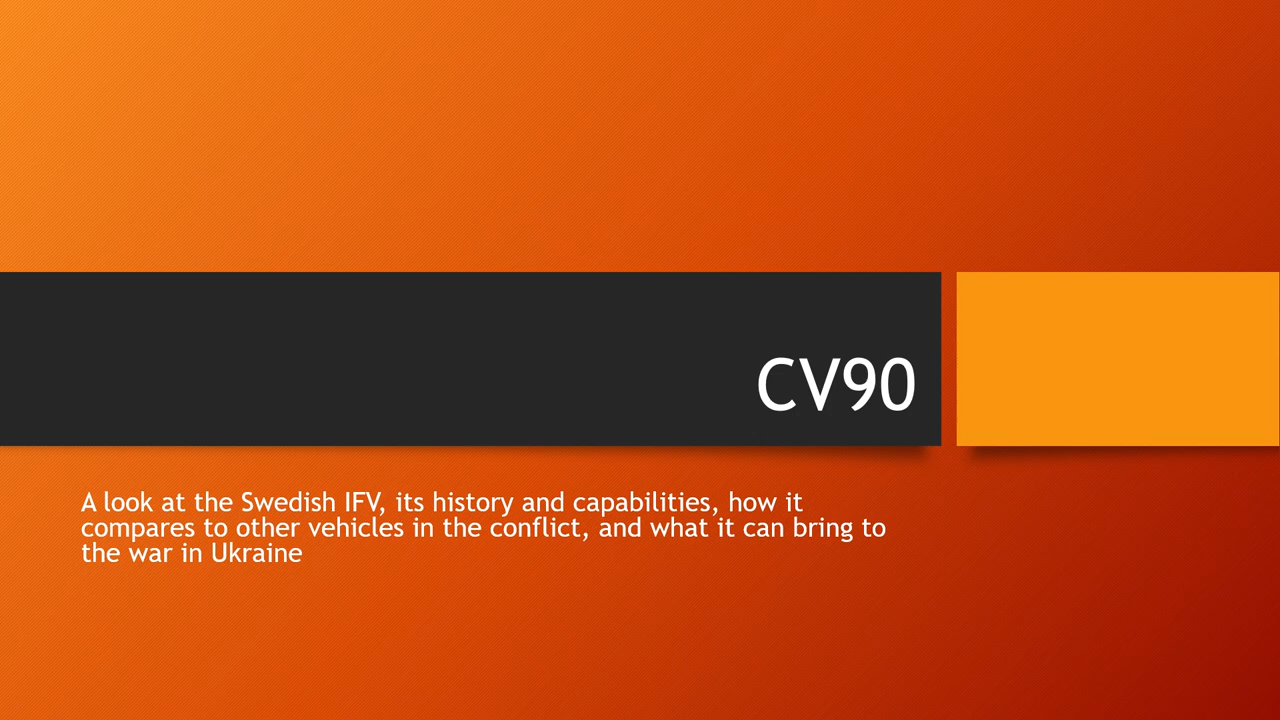 CV90
A look at the Swedish IFV, its history and capabilities, how it
compares to other vehicles in the conflict, and what it can bring to
the war in Ukraine